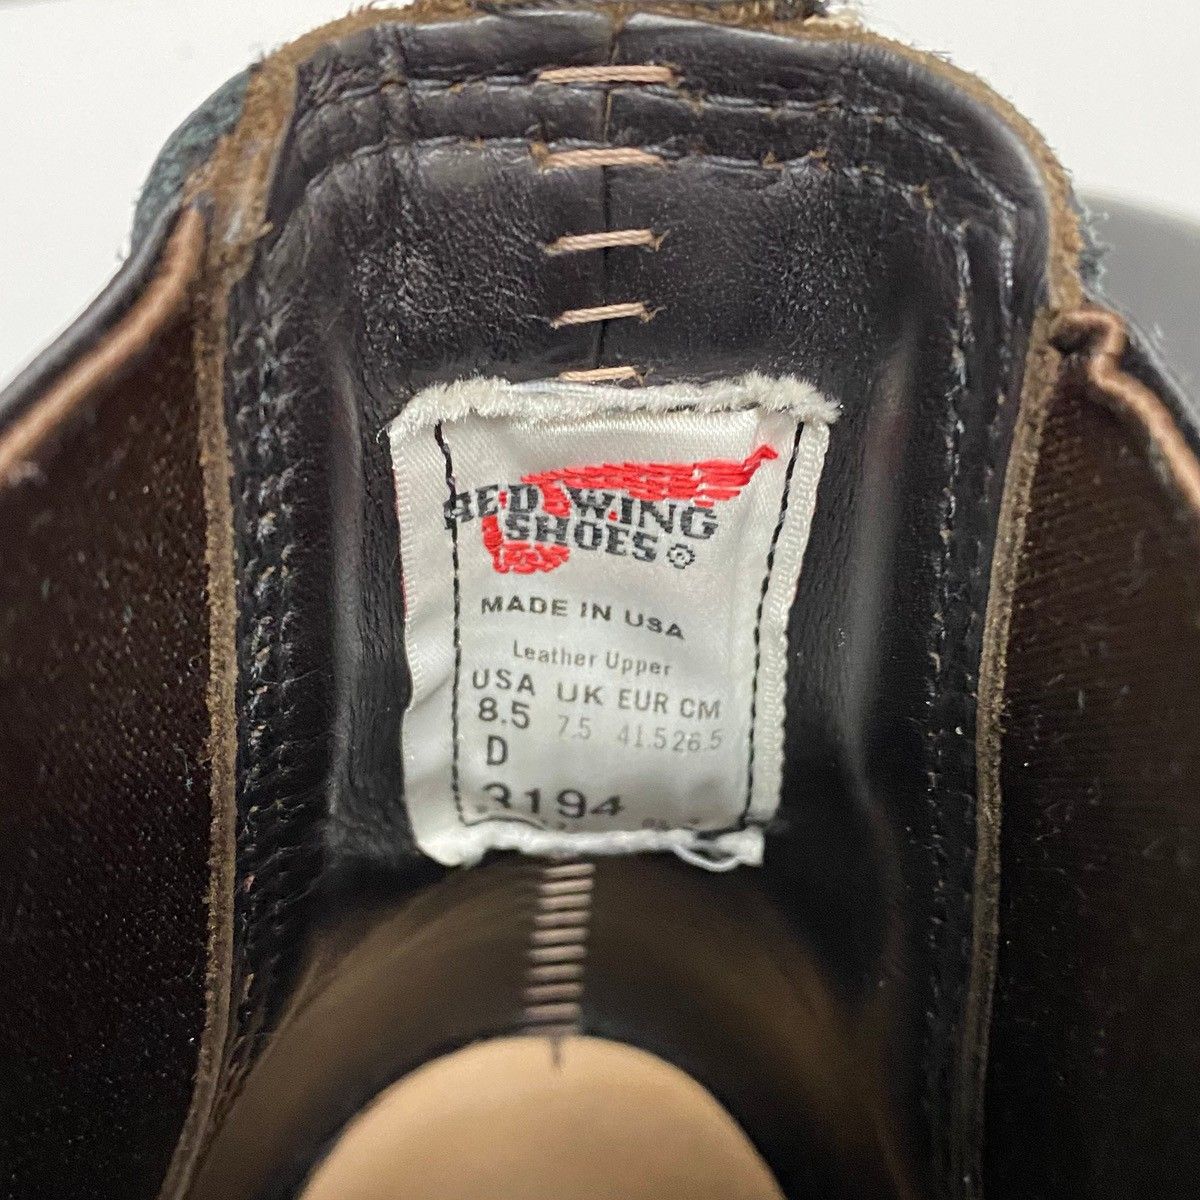 RED WING
SHOES ®
MADE IN USA
Leather Upper
USA UK EUR CM
8.5 7.5 41.5 26.5
D
3194